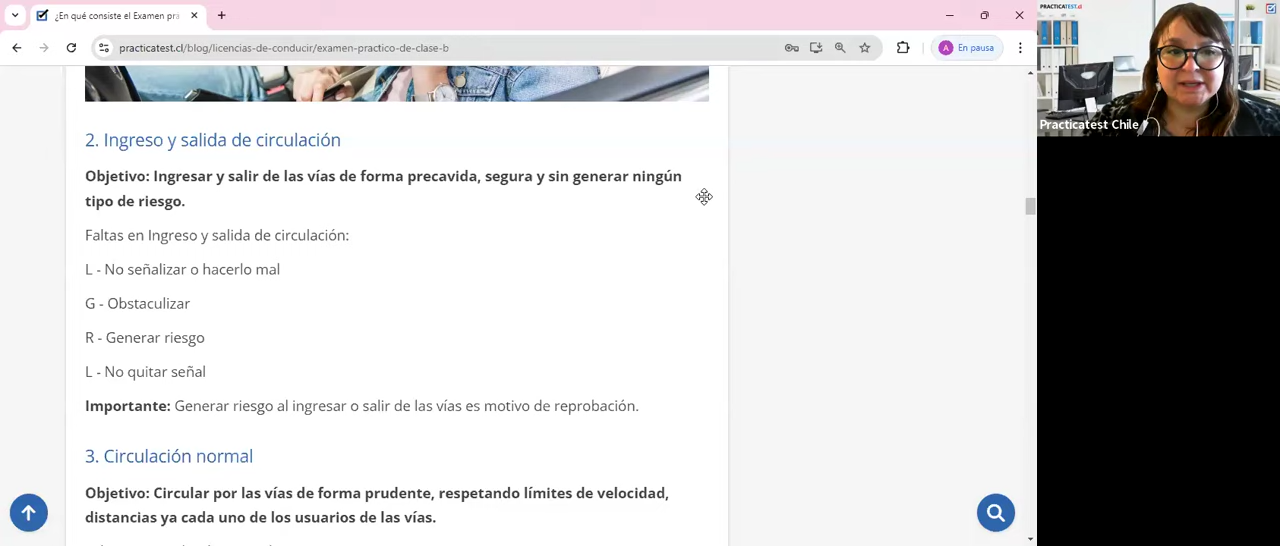 ¿En qué consiste el Examen pra
practicatest.cl/blog/licencias-de-conducir/examen-practico-de-clase-b
A
En pausa
PRACTICATEST.cl
Practicatest Chile
2. Ingreso y salida de circulación
Objetivo: Ingresar y salir de las vías de forma precavida, segura y sin generar ningún
tipo de riesgo.
Faltas en Ingreso y salida de circulación:
L - No señalizar o hacerlo mal
G - Obstaculizar
R - Generar riesgo
L - No quitar señal
Importante: Generar riesgo al ingresar o salir de las vías es motivo de reprobación.
3. Circulación normal
Objetivo: Circular por las vías de forma prudente, respetando límites de velocidad,
distancias ya cada uno de los usuarios de las vías.